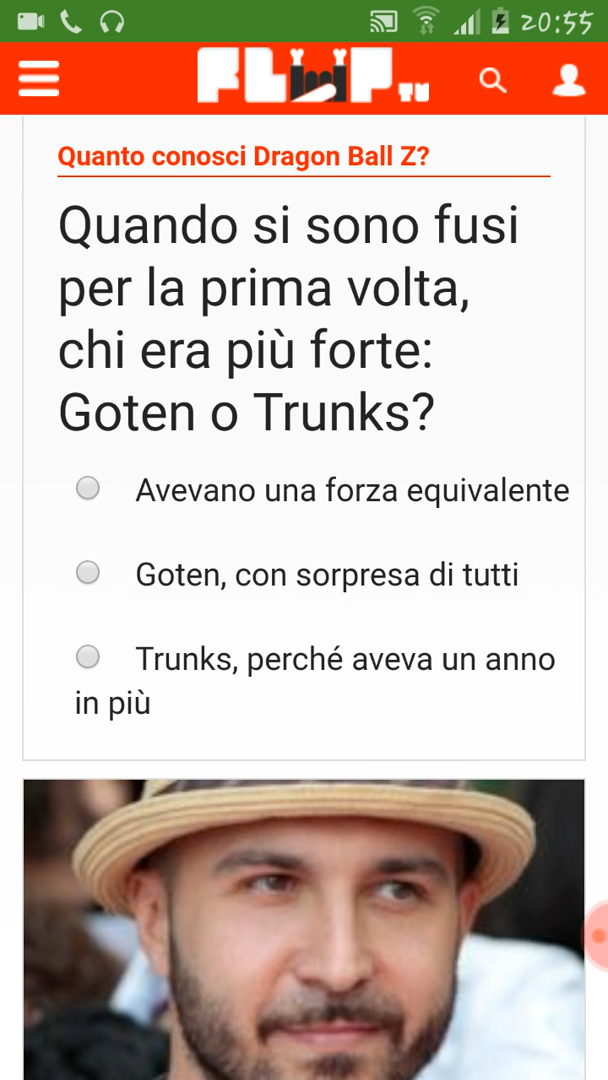 20:55
FLOP TV
Quanto conosci Dragon Ball Z?
Quando si sono fusi
per la prima volta,
chi era più forte:
Goten o Trunks?
Avevano una forza equivalente
Goten, con sorpresa di tutti
Trunks, perché aveva un anno
in più